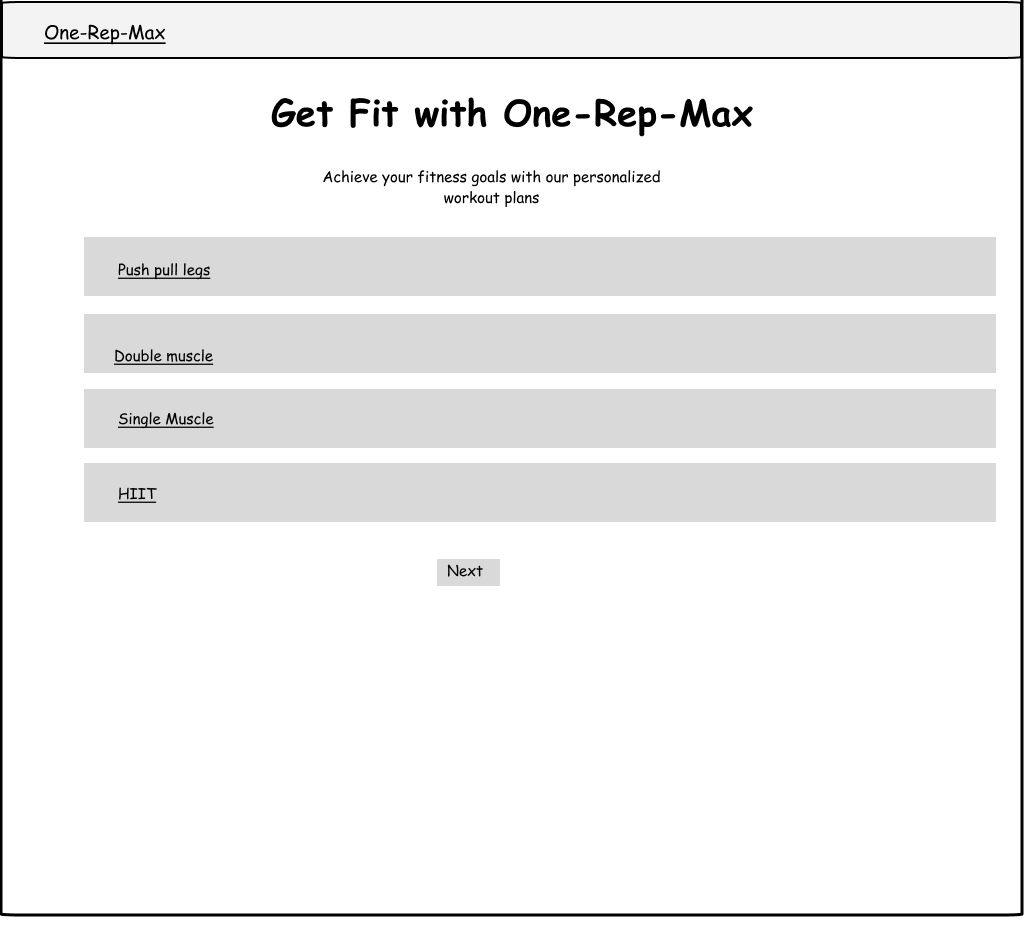 One-Rep-Max
Get Fit with One-Rep-Max
Achieve your fitness goals with our personalized
workout plans
Push pull legs
Double muscle
Single Muscle
HIIT
Next